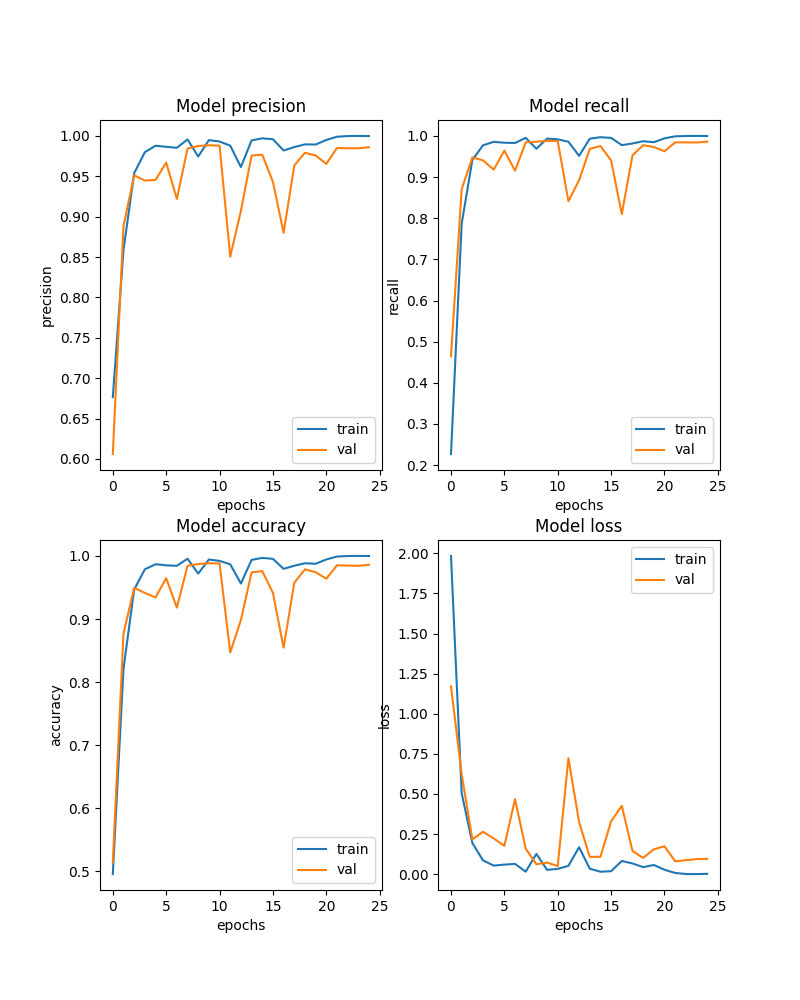 Model precision
1.00
0.95
0.90
0.85
0.80
0.75
0.70
0.65
0.60
precision
train
val
0 5 10 15 20 25
epochs
Model recall
1.0
0.9
0.8
0.7
0.6
0.5
0.4
0.3
0.2
recall
train
val
0 5 10 15 20 25
epochs
Model accuracy
1.0
0.9
0.8
0.7
0.6
0.5
accuracy
train
val
0 5 10 15 20 25
epochs
Model loss
2.00
1.75
1.50
1.25
1.00
0.75
0.50
0.25
0.00
loss
train
val
0 5 10 15 20 25
epochs